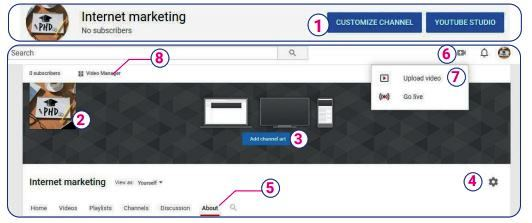 PHD
Internet marketing
No subscribers
1
CUSTOMIZE CHANNEL
YOUTUBE STUDIO
Search
6
8
0 subscribers
Video Manager
Upload video
7
Go live
PHD
2
Add channel art
3
Internet marketing
View as: Yourself
4
5
Home Videos Playlists Channels Discussion About